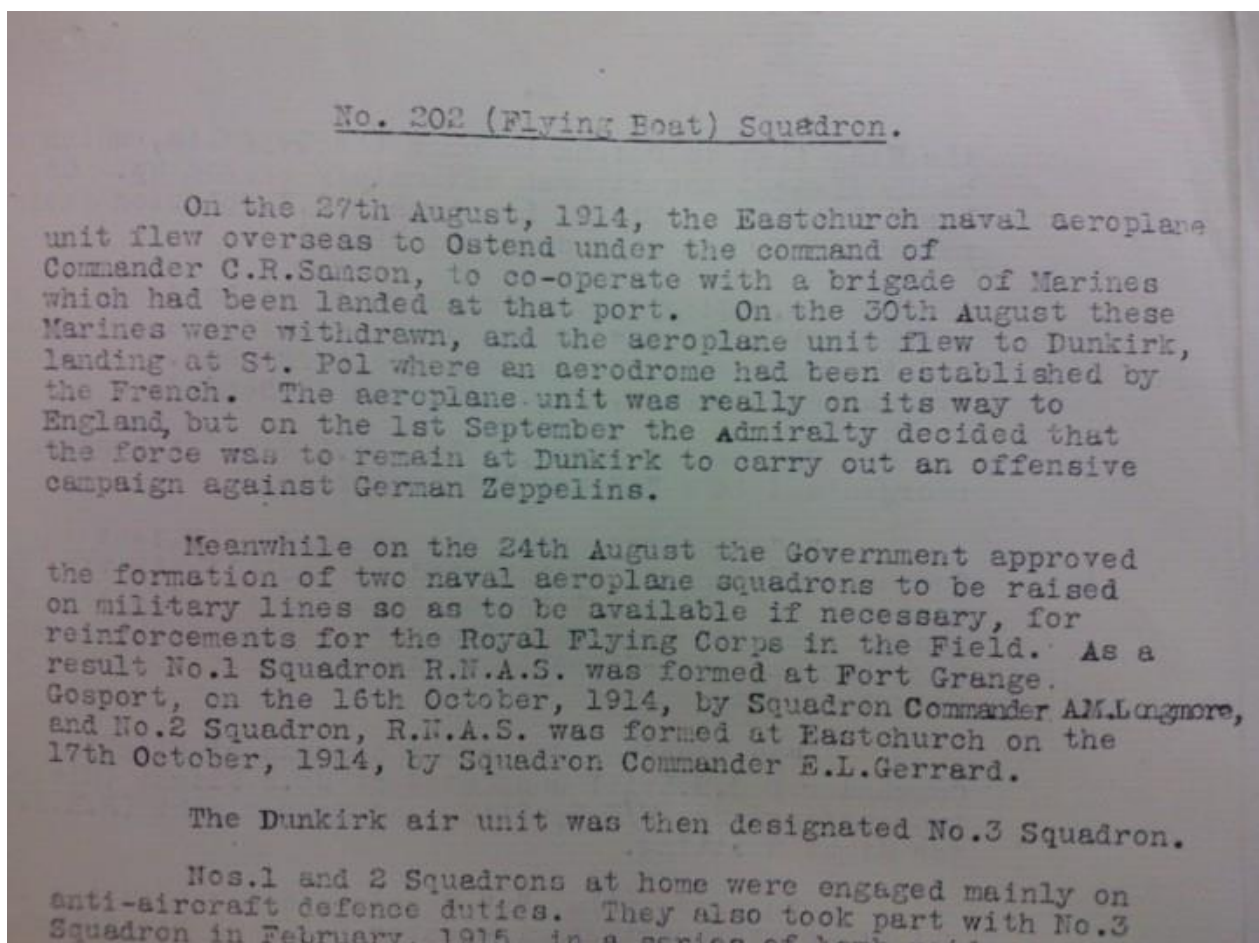 No. 202 (Flying Boat) Squadron.
On the 27th August, 1914, the Eastchurch naval aeroplane
unit flew overseas to Ostend under the command of
Commander C.R.Samson, to co-operate with a brigade of Marines
which had been landed at that port. On the 30th August these
Marines were withdrawn, and the aeroplane unit flew to Dunkirk,
landing at St. Pol where an aerodrome had been established by
the French. The aeroplane unit was really on its way to
England, but on the 1st September the Admiralty decided that
the force was to remain at Dunkirk to carry out an offensive
campaign against German Zeppelins.
Meanwhile on the 24th August the Government approved
the formation of two naval aeroplane squadrons to be raised
on military lines so as to be available if necessary, for
reinforcements for the Royal Flying Corps in the Field. As a
result No.1 Squadron R.N.A.S. was formed at Fort Grange.
Gosport, on the 16th October, 1914, by Squadron Commander A.M.Longmore,
and No.2 Squadron, R.N.A.S. was formed at Eastchurch on the
17th October, 1914, by Squadron Commander E.L.Gerrard.
The Dunkirk air unit was then designated No.3 Squadron.
Nos.1 and 2 Squadrons at home were engaged mainly on
anti-aircraft defence duties. They also took part with No.3
Squadron in February, 1915, in a series of